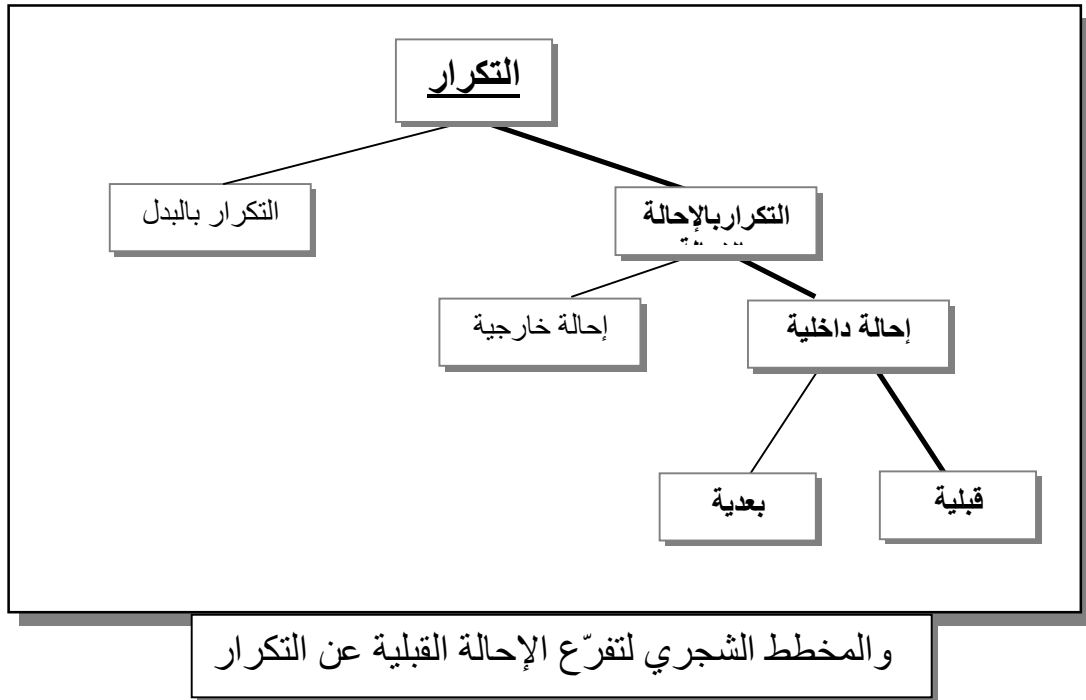 التكرار
التكراربالإحالة
التكرار بالبدل
إحالة داخلية
إحالة خارجية
قبلية
بعدية
والمخطط الشجري لتفرّع الإحالة القبلية عن التكرار